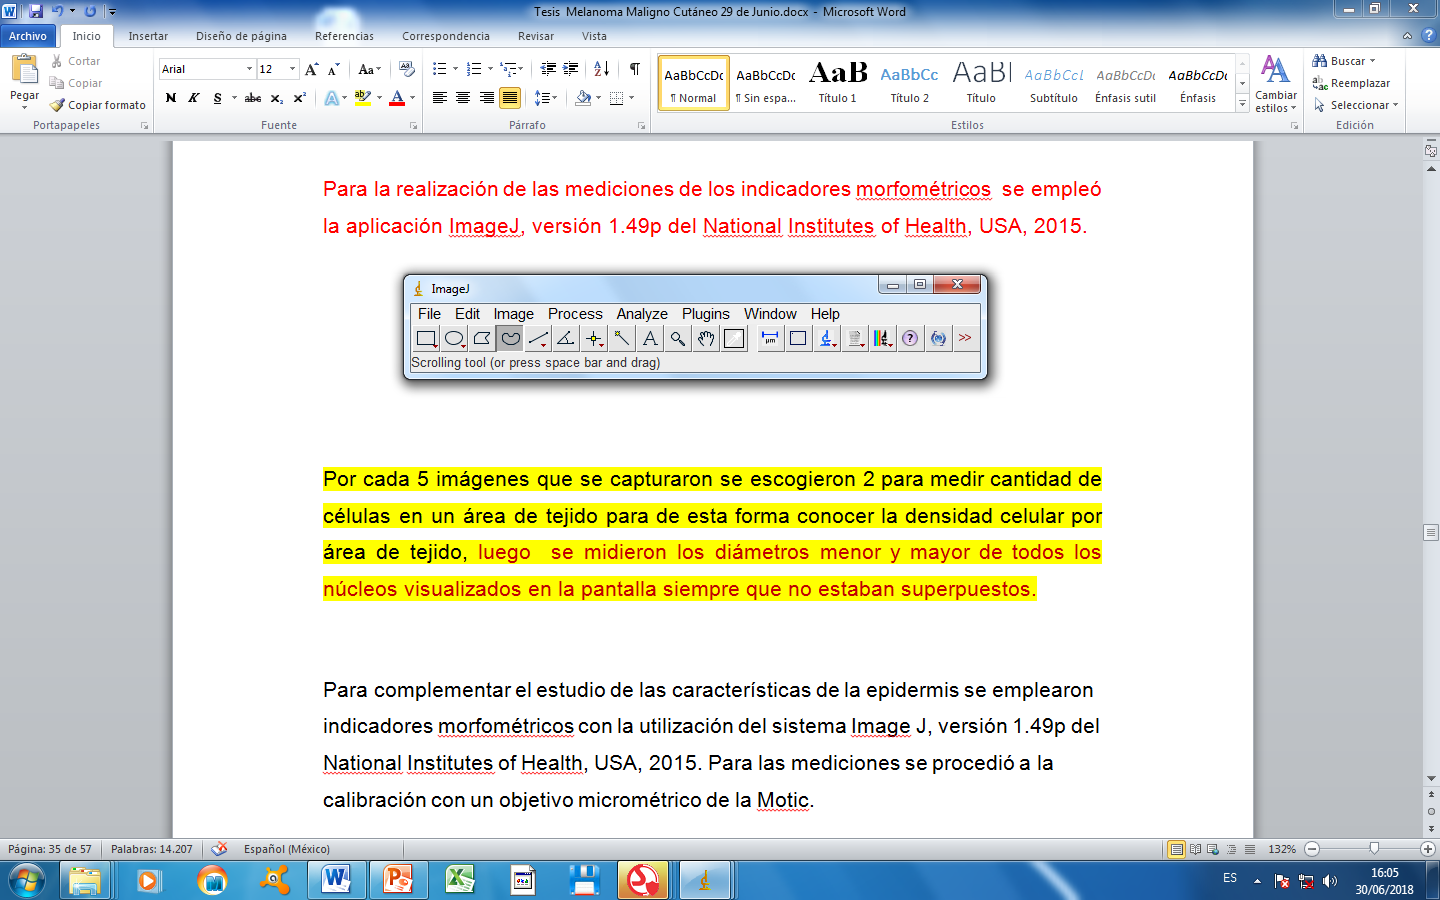 Tesis Melanoma Maligno Cutáneo 29 de Junio.docx - Microsoft Word
Archivo Inicio Insertar Diseño de página Referencias Correspondencia Revisar Vista
Pegar
Cortar
Copiar
Copiar formato
Portapapeles
Arial 12
N K S abc x₂ x²
Fuente
Párrafo
AaBbCcDc AaBbCcDc AaB AaBbCc AaBl AaBbCcL AaBbCcDc AaBbCcDc
¶ Normal ¶ Sin espa... Título 1 Título 2 Título Subtítulo Énfasis sutil Énfasis
Estilos
Cambiar estilos
Buscar
Reemplazar
Seleccionar
Edición
Para la realización de las mediciones de los indicadores morfométricos se empleó
la aplicación ImageJ, versión 1.49p del National Institutes of Health, USA, 2015.
ImageJ
File Edit Image Process Analyze Plugins Window Help
A µm ? >>
Scrolling tool (or press space bar and drag)
Por cada 5 imágenes que se capturaron se escogieron 2 para medir cantidad de
células en un área de tejido para de esta forma conocer la densidad celular por
área de tejido, luego se midieron los diámetros menor y mayor de todos los
núcleos visualizados en la pantalla siempre que no estaban superpuestos.
Para complementar el estudio de las características de la epidermis se emplearon
indicadores morfométricos con la utilización del sistema Image J, versión 1.49p del
National Institutes of Health, USA, 2015. Para las mediciones se procedió a la
calibración con un objetivo micrométrico de la Motic.
Página: 35 de 57 Palabras: 14.207 Español (México) 132%
ES 16:05
30/06/2018